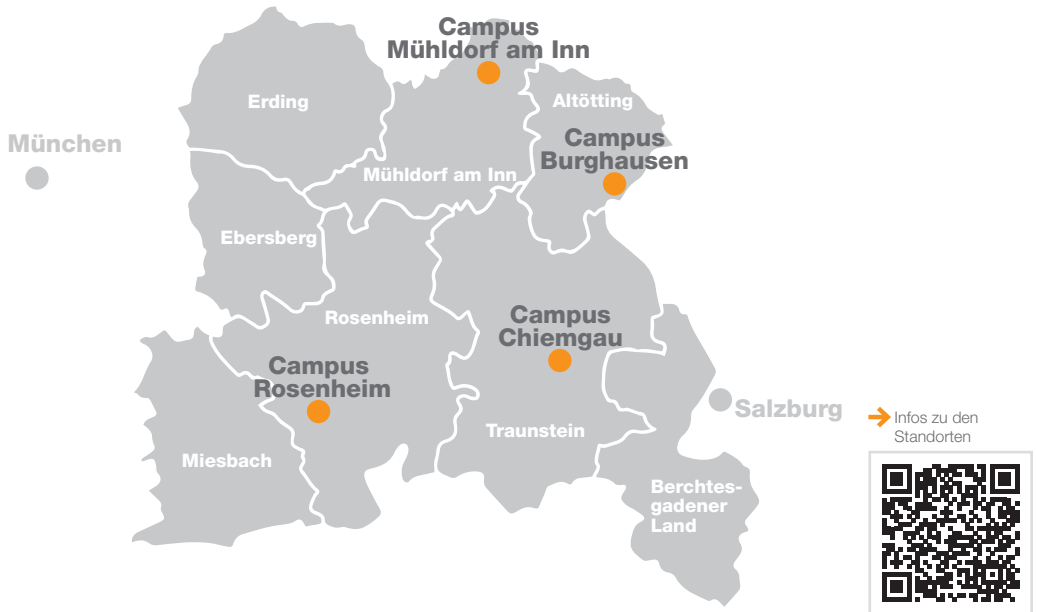 Campus
Mühldorf am Inn
Erding
Altötting
München
Campus
Burghausen
Mühldorf am Inn
Ebersberg
Rosenheim
Campus
Chiemgau
Campus
Rosenheim
Salzburg
Infos zu den
Standorten
Traunstein
Miesbach
Berchtes-
gadener
Land